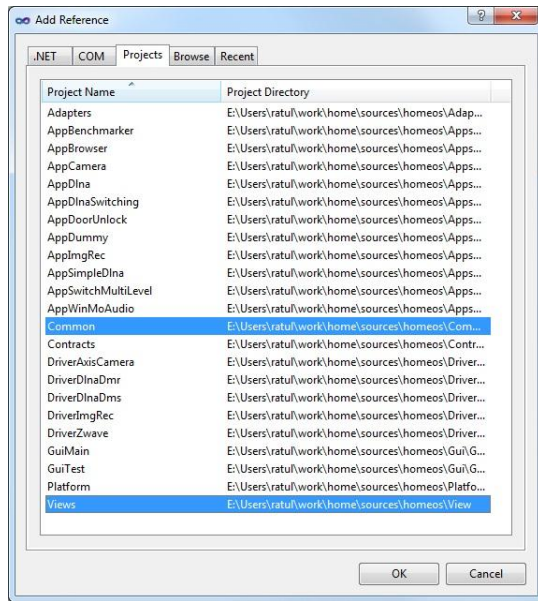 Add Reference
.NET COM Projects Browse Recent
Project Name Project Directory
Adapters E:\Users\ratul\work\home\sources\homeos\Adap...
AppBenchmarker E:\Users\ratul\work\home\sources\homeos\Apps...
AppBrowser E:\Users\ratul\work\home\sources\homeos\Apps...
AppCamera E:\Users\ratul\work\home\sources\homeos\Apps...
AppDlna E:\Users\ratul\work\home\sources\homeos\Apps...
AppDlnaSwitching E:\Users\ratul\work\home\sources\homeos\Apps...
AppDoorUnlock E:\Users\ratul\work\home\sources\homeos\Apps...
AppDummy E:\Users\ratul\work\home\sources\homeos\Apps...
AppImgRec E:\Users\ratul\work\home\sources\homeos\Apps...
AppSimpleDlna E:\Users\ratul\work\home\sources\homeos\Apps...
AppSwitchMultiLevel E:\Users\ratul\work\home\sources\homeos\Apps...
AppWinMoAudio E:\Users\ratul\work\home\sources\homeos\Apps...
Common E:\Users\ratul\work\home\sources\homeos\Com...
Contracts E:\Users\ratul\work\home\sources\homeos\Contr...
DriverAxisCamera E:\Users\ratul\work\home\sources\homeos\Driver...
DriverDlnaDmr E:\Users\ratul\work\home\sources\homeos\Driver...
DriverDlnaDms E:\Users\ratul\work\home\sources\homeos\Driver...
DriverImgRec E:\Users\ratul\work\home\sources\homeos\Driver...
DriverZwave E:\Users\ratul\work\home\sources\homeos\Driver...
GuiMain E:\Users\ratul\work\home\sources\homeos\Gui\G...
GuiTest E:\Users\ratul\work\home\sources\homeos\Gui\G...
Platform E:\Users\ratul\work\home\sources\homeos\Platfo...
Views E:\Users\ratul\work\home\sources\homeos\View
OK Cancel